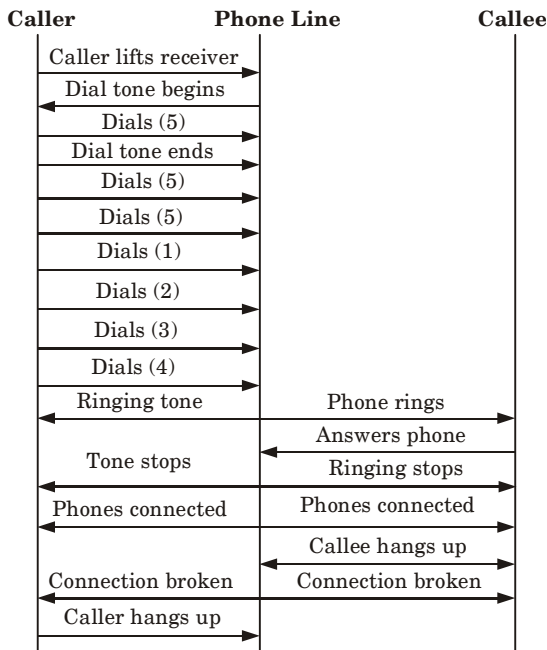 Caller Phone Line Callee
Caller lifts receiver
Dial tone begins
Dials (5)
Dial tone ends
Dials (5)
Dials (5)
Dials (1)
Dials (2)
Dials (3)
Dials (4)
Ringing tone Phone rings
Answers phone
Tone stops Ringing stops
Phones connected Phones connected
Callee hangs up
Connection broken Connection broken
Caller hangs up